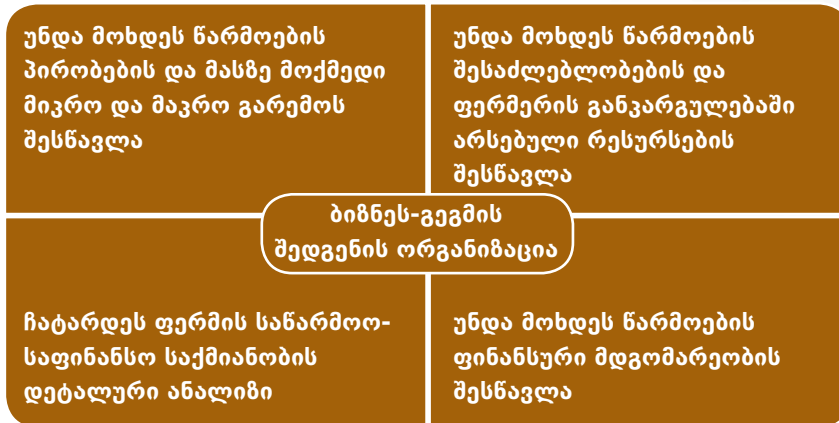 უნდა მოხდეს წარმოების
პირობების და მასზე მოქმედი
მიკრო და მაკრო გარემოს
შესწავლა
უნდა მოხდეს წარმოების
შესაძლებლობების და
ფერმერის განკარგულებაში
არსებული რესურსების
შესწავლა
ბიზნეს-გეგმის
შედგენის ორგანიზაცია
ჩატარდეს ფერმის საწარმოო-
საფინანსო საქმიანობის
დეტალური ანალიზი
უნდა მოხდეს წარმოების
ფინანსური მდგომარეობის
შესწავლა